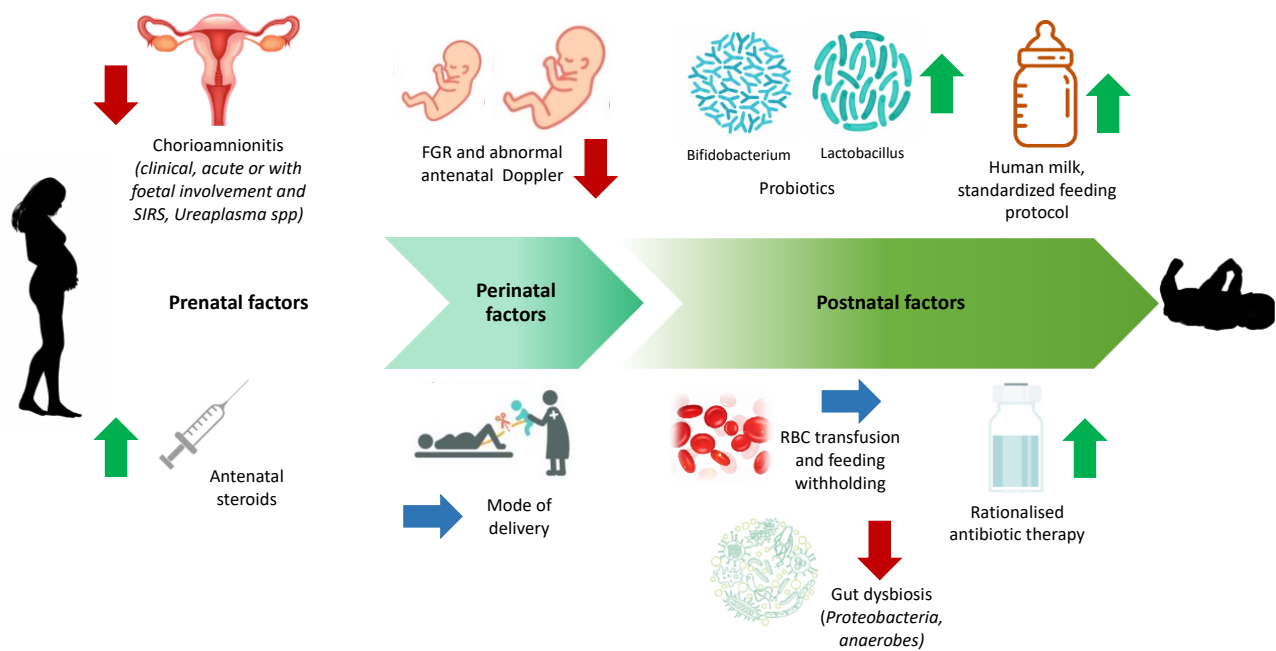 Chorioamnionitis
(clinical, acute or with
foetal involvement and
SIRS, Ureaplasma spp)
FGR and abnormal
antenatal Doppler
Bifidobacterium
Lactobacillus
Probiotics
Human milk,
standardized feeding
protocol
Prenatal factors
Perinatal
factors
Postnatal factors
Antenatal
steroids
Mode of
delivery
RBC transfusion
and feeding
withholding
Rationalised
antibiotic therapy
Gut dysbiosis
(Proteobacteria,
anaerobes)